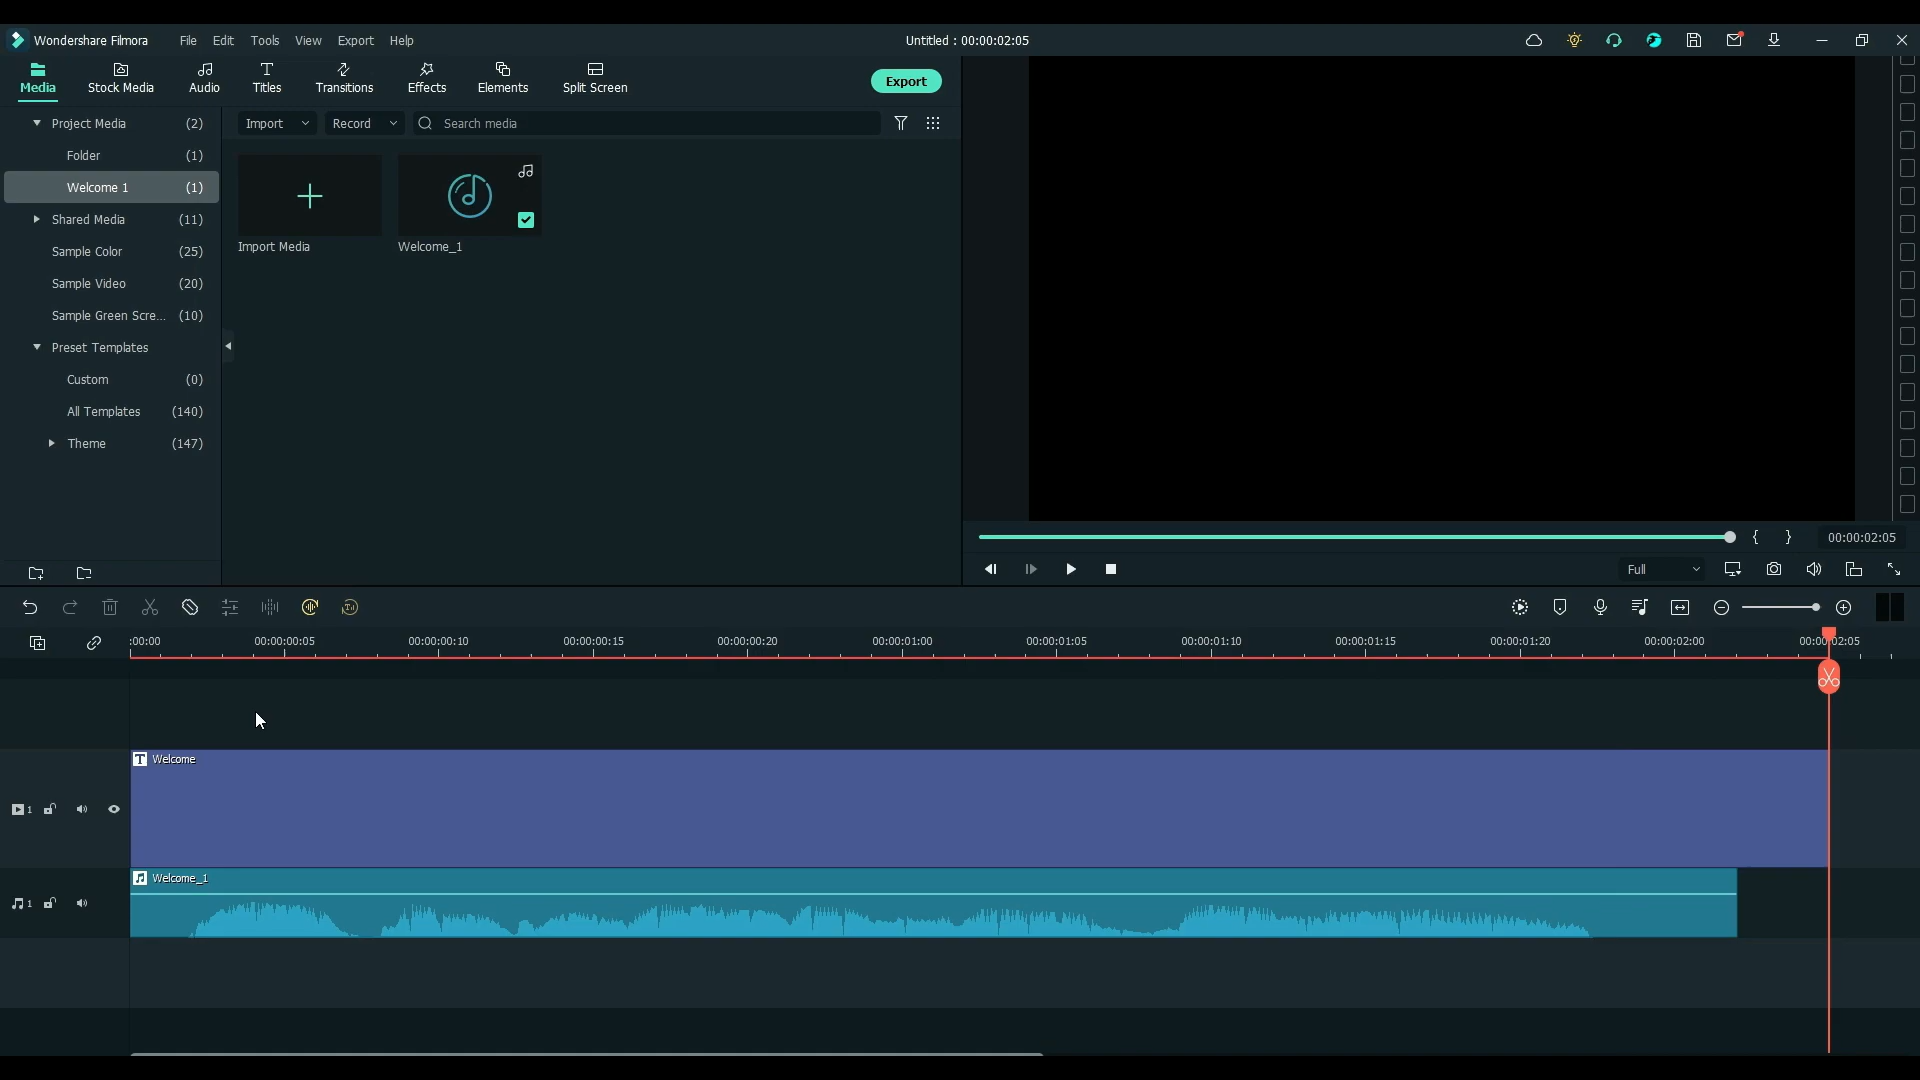 Wondershare Filmora File Edit Tools View Export Help Untitled : 00:00:02:05
Media Stock Media Audio Titles Transitions Effects Elements Split Screen Export
Project Media (2) Import Record Search media
Folder (1)
Welcome 1 (1)
Shared Media (11)
Import Media Welcome_1
Sample Color (25)
Sample Video (20)
Sample Green Scre... (10)
Preset Templates
Custom (0)
All Templates (140)
Theme (147)
{ } 00:00:02:05
Full
:00:00 00:00:00:05 00:00:00:10 00:00:00:15 00:00:00:20 00:00:01:00 00:00:01:05 00:00:01:10 00:00:01:15 00:00:01:20 00:00:02:00 00:00:02:05
T Welcome
1
Welcome_1
1